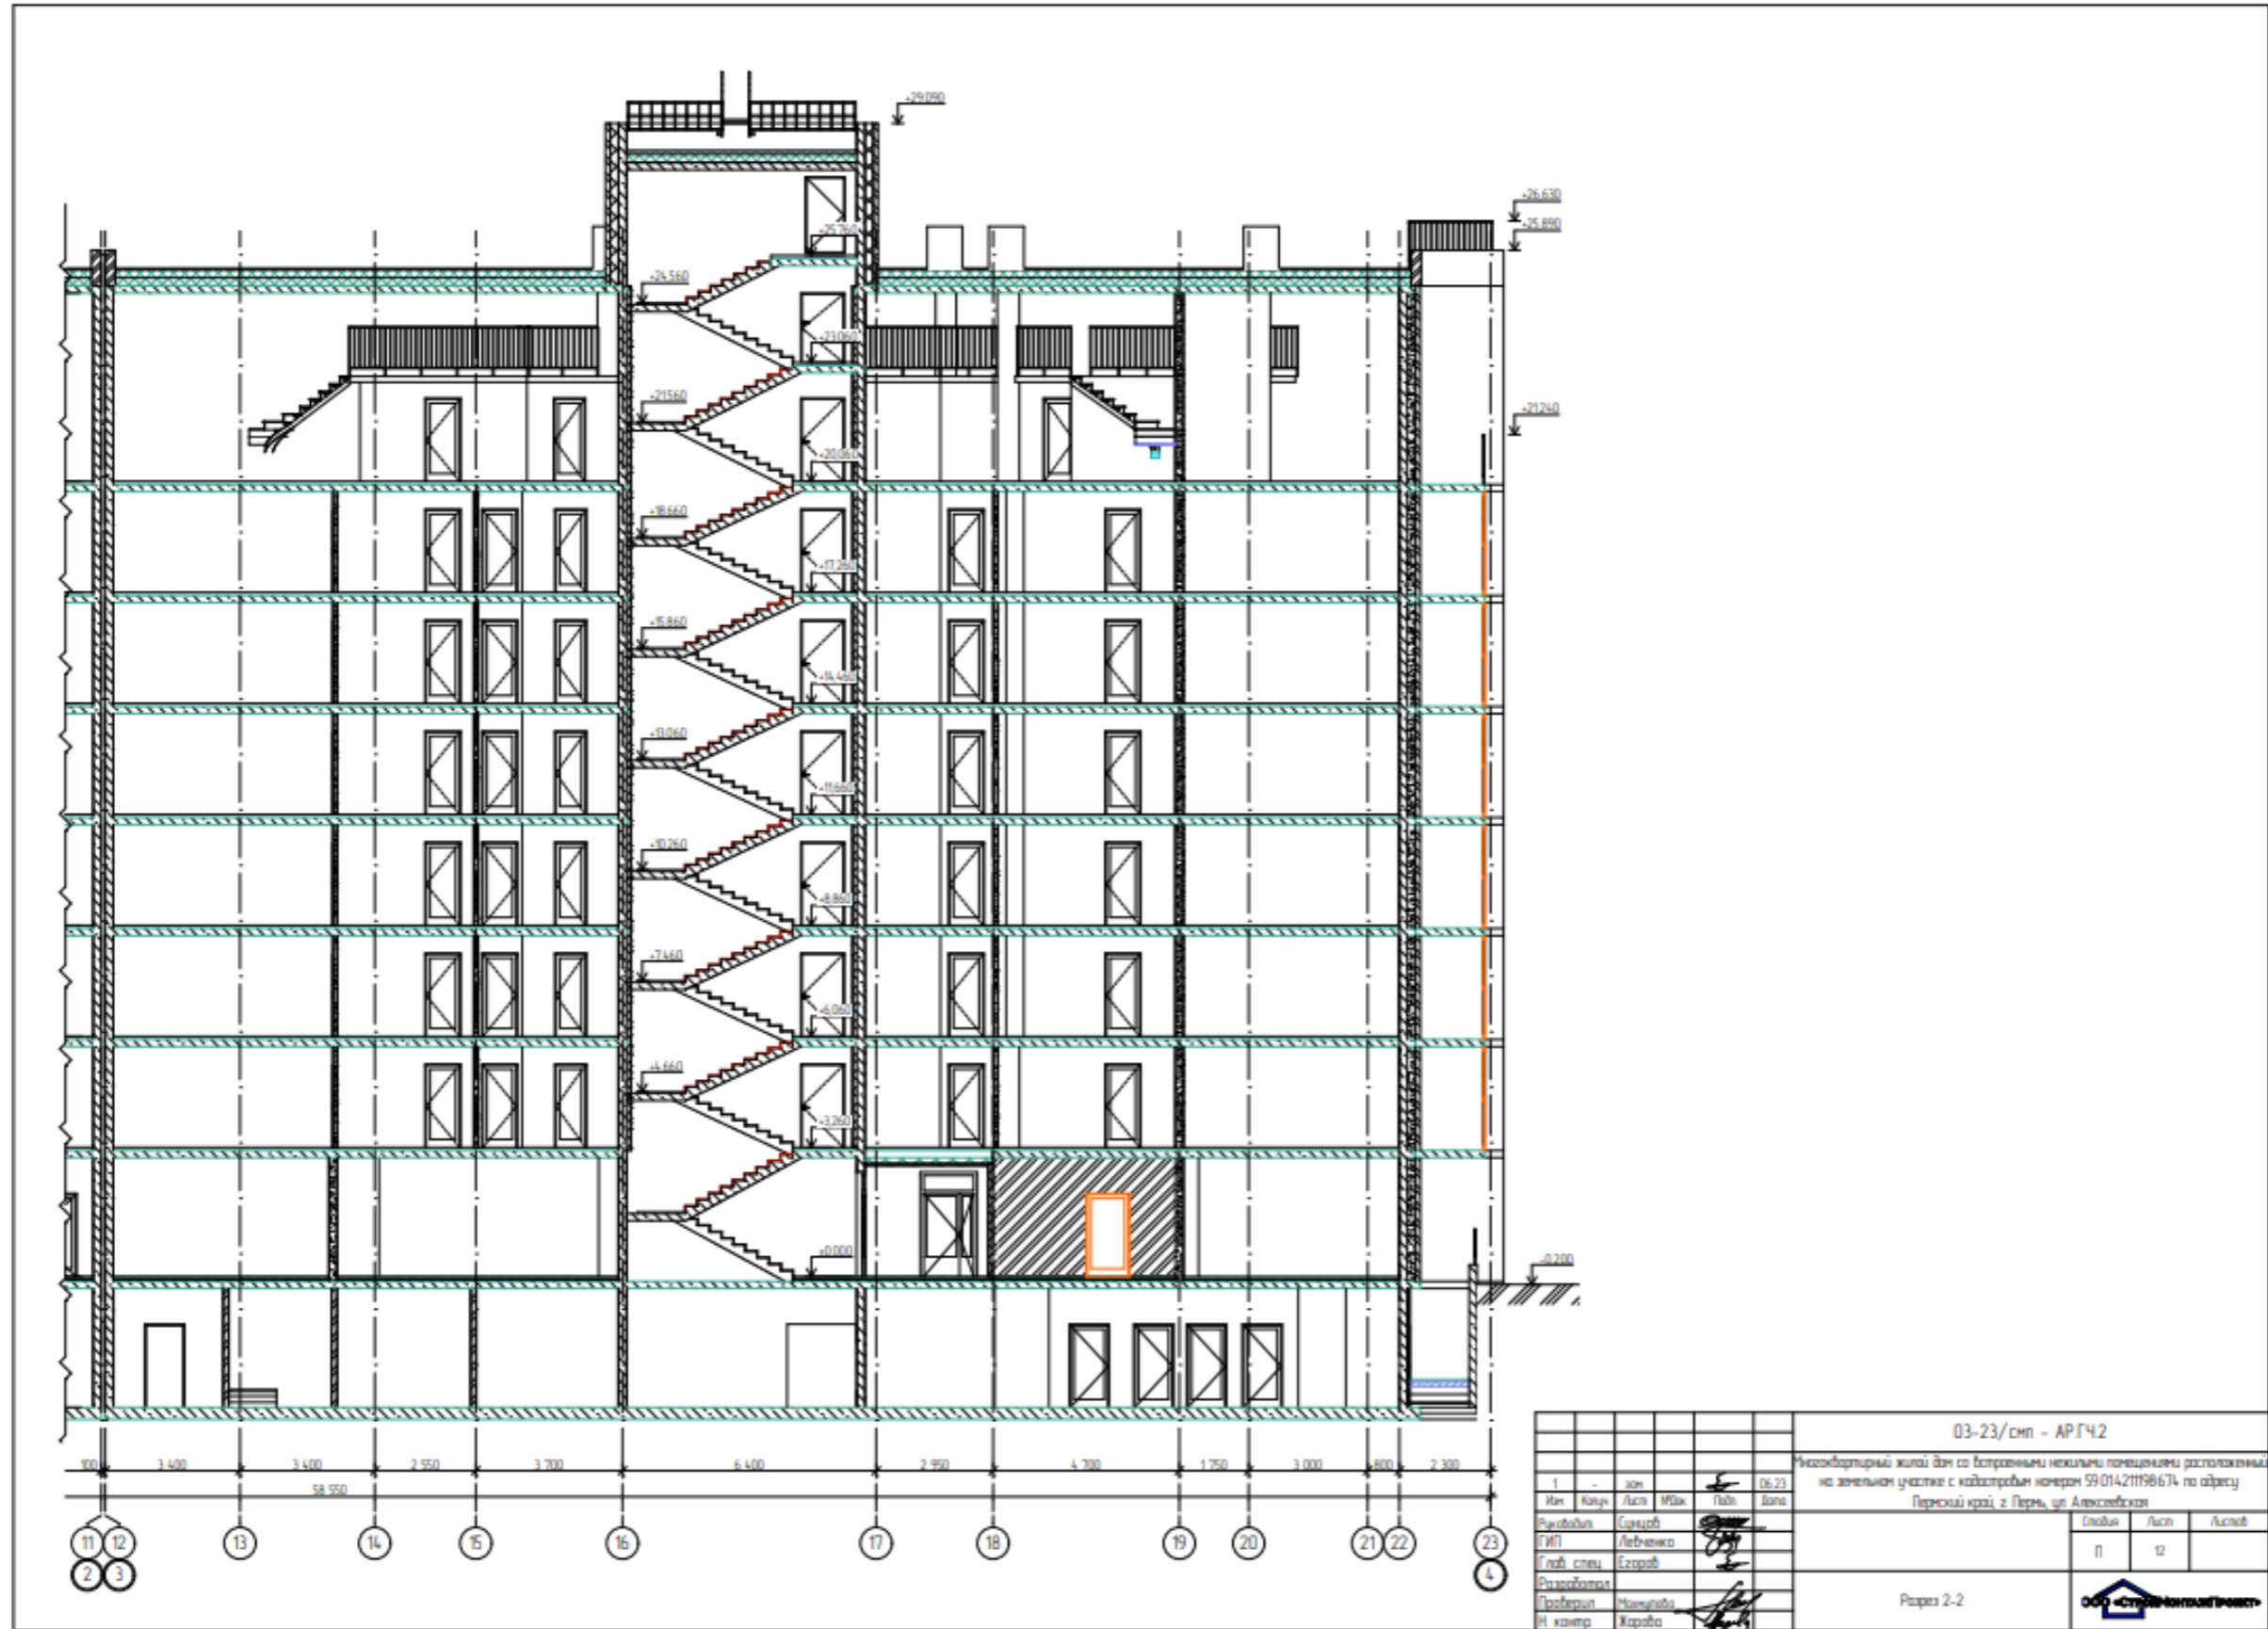 +29.090
+26.630
+25.890
+25.760
+24.560
+23.060
+21.560
+21.240
+20.060
+18.660
+17.260
+15.860
+14.460
+13.060
+11.660
+10.260
+8.860
+7.460
+6.060
+4.660
+3.260
±0.000
-0.200
100 3 400 3 400 2 550 3 700 6 400 2 950 4 700 1 750 3 000 800 2 300
58 550
11 12 13 14 15 16 17 18 19 20 21 22 23
2 3 4
03-23/смп - АР.ГЧ.2
Многоквартирный жилой дом со встроенными нежилыми помещениями расположенный
на земельном участке с кадастровым номером 59:01:4211198:674 по адресу
Пермский край, г. Пермь, ул. Алексеевская
1 - зам. 06.23
Изм. Кол.уч Лист №Док. Подп. Дата
Руководит. Сунцов
ГИП Левченко
Глав. спец. Егоров
Разработал
Проверил
Н. контр. Жарова
Стадия Лист Листов
П 12
Разрез 2-2
ООО «СтройМонтажПроект»